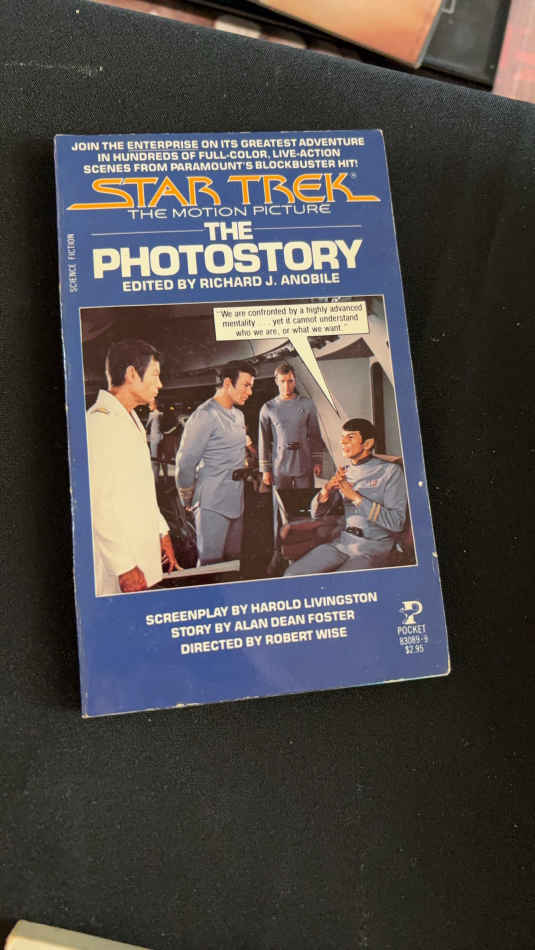 JOIN THE ENTERPRISE ON ITS GREATEST ADVENTURE
IN HUNDREDS OF FULL-COLOR, LIVE-ACTION
SCENES FROM PARAMOUNT'S BLOCKBUSTER HIT!
STAR TREK®
THE MOTION PICTURE
THE
PHOTOSTORY
EDITED BY RICHARD J. ANOBILE
SCIENCE FICTION
"We are confronted by a highly advanced
mentality . . . yet it cannot understand
who we are, or what we want."
SCREENPLAY BY HAROLD LIVINGSTON
STORY BY ALAN DEAN FOSTER
DIRECTED BY ROBERT WISE
POCKET
83089-9
$2.95